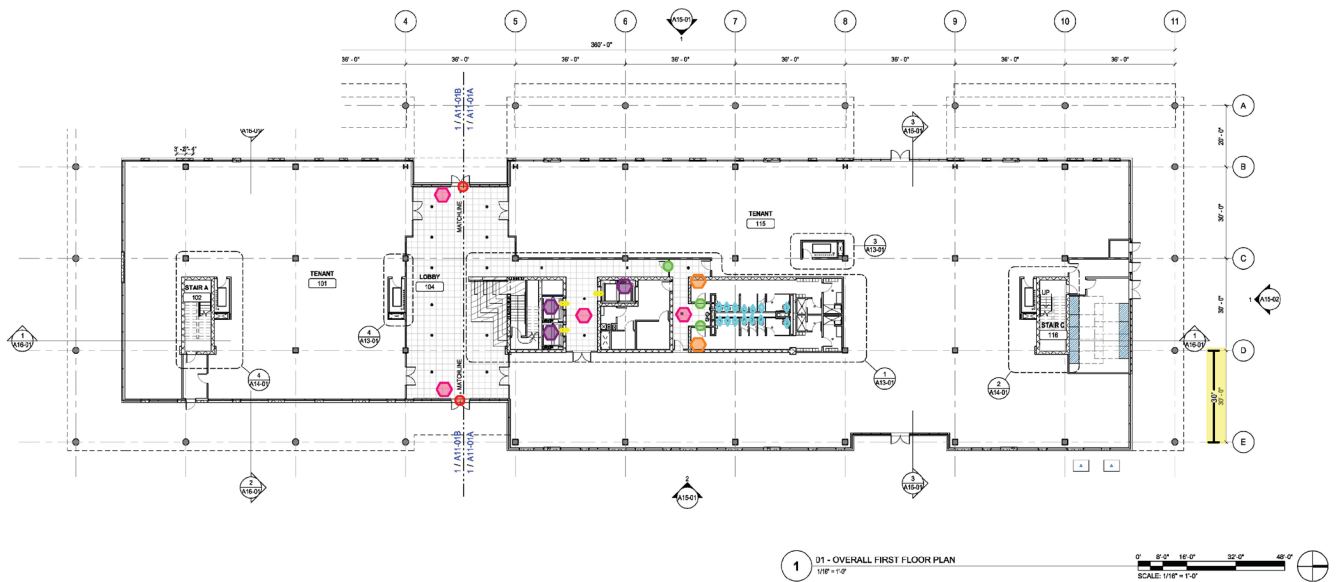 4 5 6 7 8 9 10 11
A15-01
1
360' - 0"
36' - 0" 36' - 0" 36' - 0" 36' - 0" 36' - 0" 36' - 0" 36' - 0" 36' - 0"
1 / A11-01B
1 / A11-01A
A
A16-01
3
A15-01
20' - 0"
B
MATCHLINE
TENANT
115
30' - 0"
3
A13-01
C
TENANT
101
LOBBY
104
STAIR A
102
UP
30' - 0"
1
A15-02
1
A16-01
4
A13-01
STAIR C
116
1
A16-01
D
4
A14-01
MATCHLINE
1
A13-01
2
A14-01
30'
30' - 0"
E
1 / A11-01B
1 / A11-01A
2
A16-01
2
A15-01
3
A15-01
1
01 - OVERALL FIRST FLOOR PLAN
1/16" = 1'-0"
0' 8'-0" 16'-0" 32'-0" 48'-0"
SCALE: 1/16" = 1'-0"